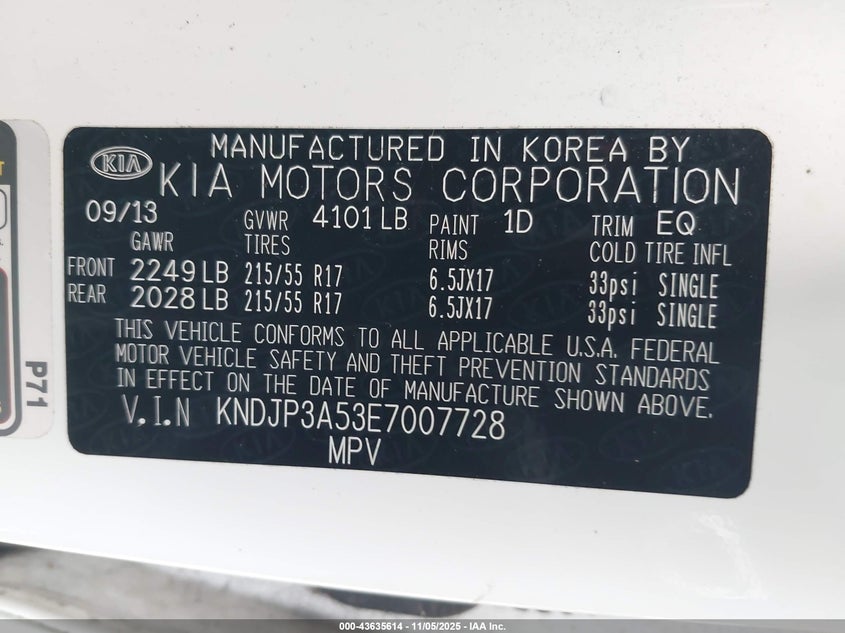 MANUFACTURED IN KOREA BY
KIA KIA MOTORS CORPORATION
09/13 GVWR 4101 LB PAINT 1D TRIM EQ
GAWR TIRES RIMS COLD TIRE INFL
FRONT 2249 LB 215/55 R17 6.5JX17 33psi SINGLE
REAR 2028 LB 215/55 R17 6.5JX17 33psi SINGLE
THIS VEHICLE CONFORMS TO ALL APPLICABLE U.S.A. FEDERAL
MOTOR VEHICLE SAFETY AND THEFT PREVENTION STANDARDS
IN EFFECT ON THE DATE OF MANUFACTURE SHOWN ABOVE.
V.I.N KNDJP3A53E7007728
MPV
P71
000-43635614 - 11/05/2025 - IAA Inc.